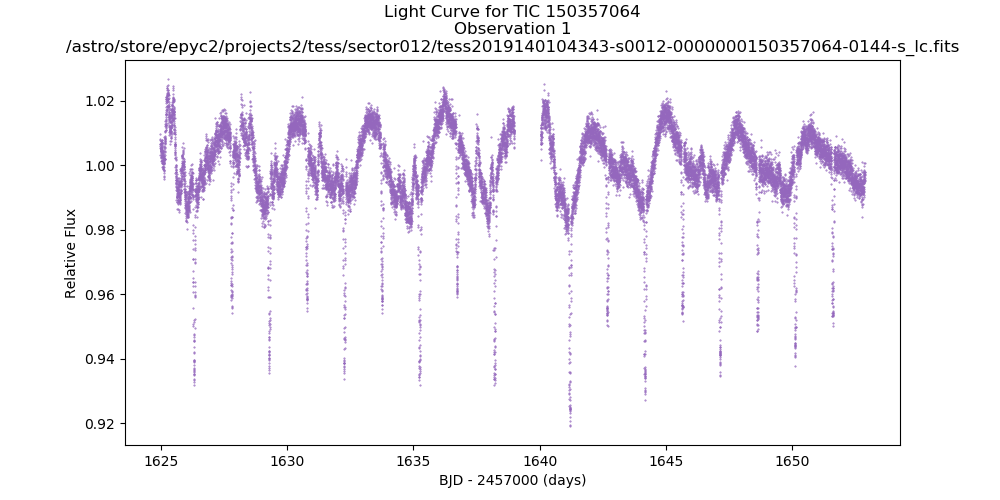 Light Curve for TIC 150357064
Observation 1
/astro/store/epyc2/projects2/tess/sector012/tess2019140104343-s0012-0000000150357064-0144-s_lc.fits
1.02
1.00
0.98
0.96
0.94
0.92
Relative Flux
1625
1630
1635
1640
1645
1650
BJD - 2457000 (days)